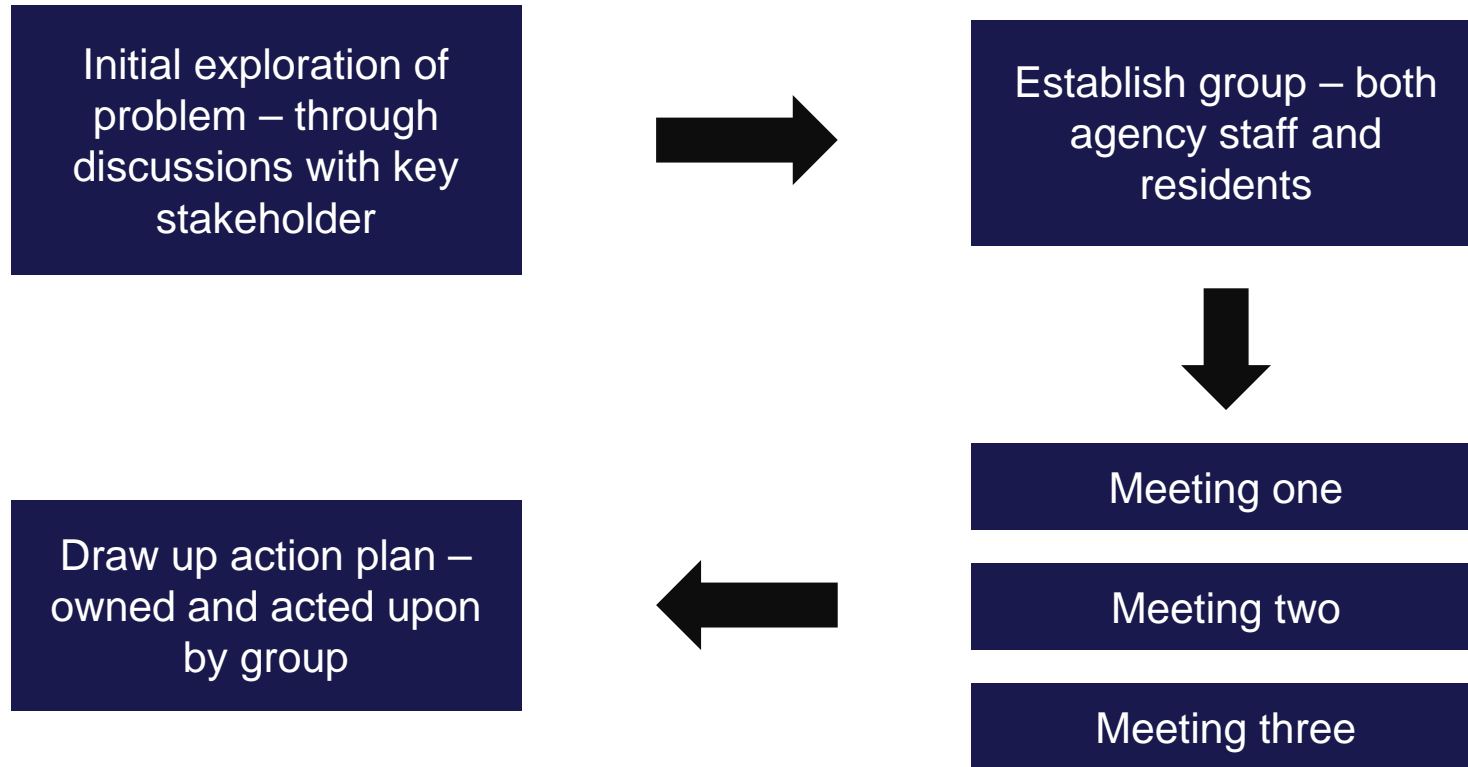 Initial exploration of
problem – through
discussions with key
stakeholder
Establish group – both
agency staff and
residents
Meeting one
Meeting two
Meeting three
Draw up action plan –
owned and acted upon
by group